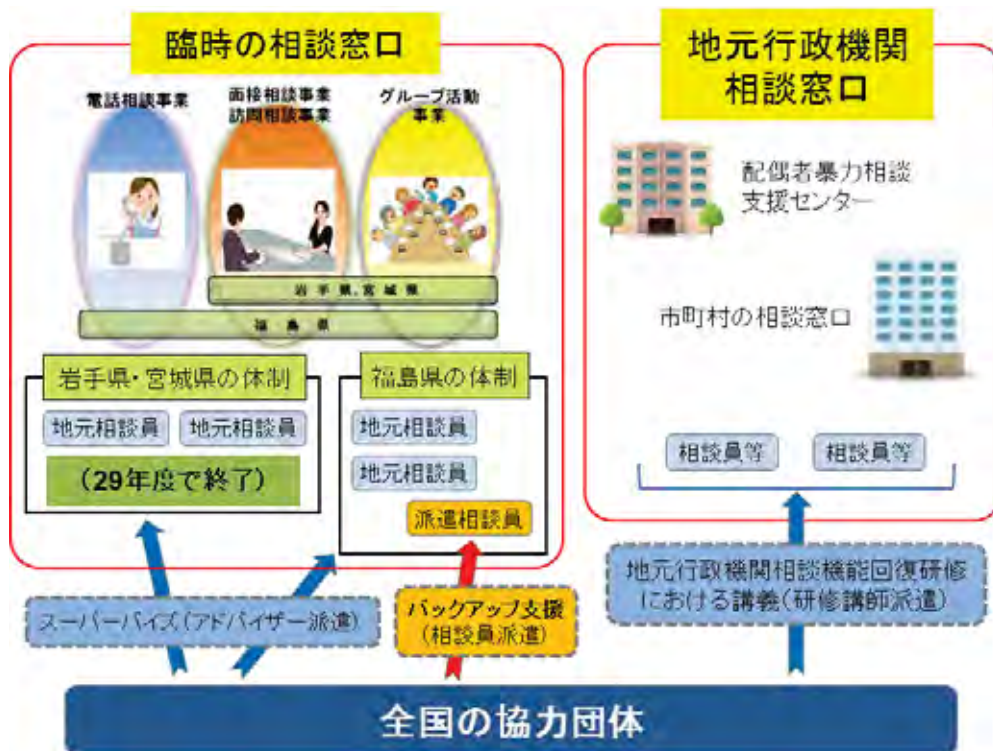 臨時の相談窓口
電話相談事業
面接相談事業
訪問相談事業
グループ活動
事業
岩手県、宮城県
福島県
岩手県・宮城県の体制
地元相談員
地元相談員
(29年度で終了)
福島県の体制
地元相談員
地元相談員
派遣相談員
地元行政機関
相談窓口
配偶者暴力相談
支援センター
市町村の相談窓口
相談員等
相談員等
スーパーバイズ(アドバイザー派遣)
バックアップ支援
(相談員派遣)
地元行政機関相談機能回復研修
における講義(研修講師派遣)
全国の協力団体